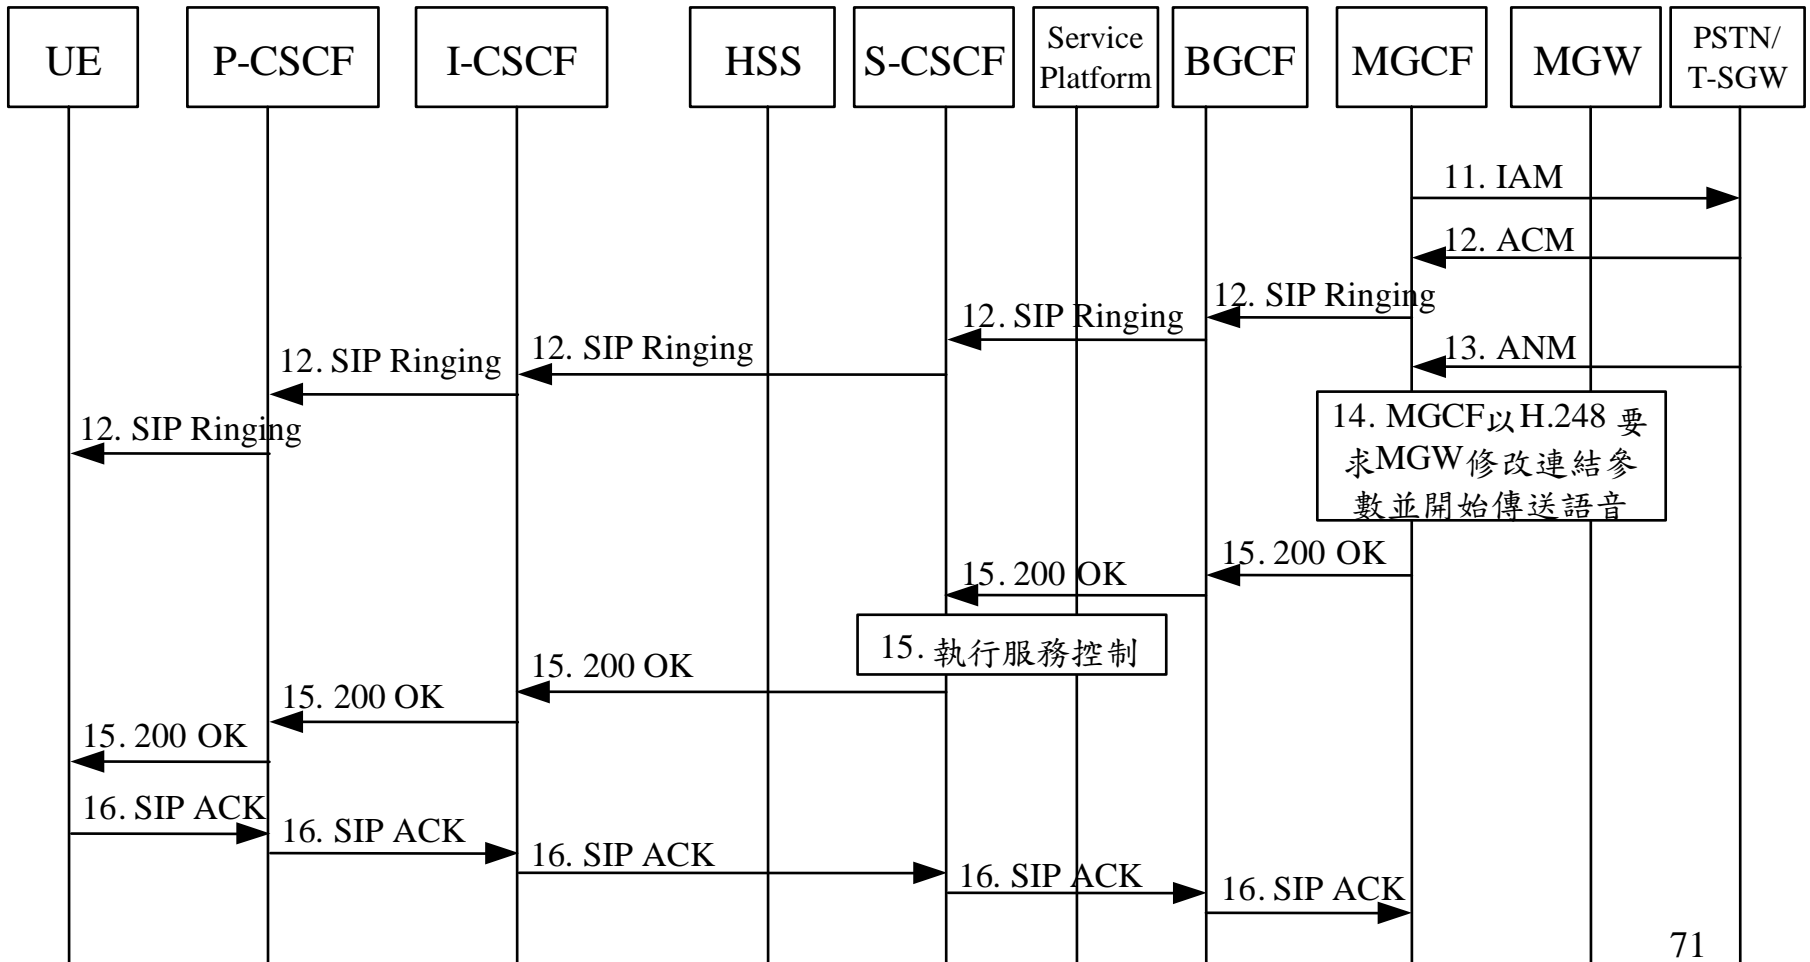 UE
P-CSCF
I-CSCF
HSS
S-CSCF
Service
Platform
BGCF
MGCF
MGW
PSTN/
T-SGW
11. IAM
12. ACM
12. SIP Ringing
12. SIP Ringing
12. SIP Ringing
12. SIP Ringing
12. SIP Ringing
13. ANM
14. MGCF以H.248 要
求MGW修改連結參
數並開始傳送語音
15. 200 OK
15. 200 OK
15. 執行服務控制
15. 200 OK
15. 200 OK
15. 200 OK
16. SIP ACK
16. SIP ACK
16. SIP ACK
16. SIP ACK
16. SIP ACK
71